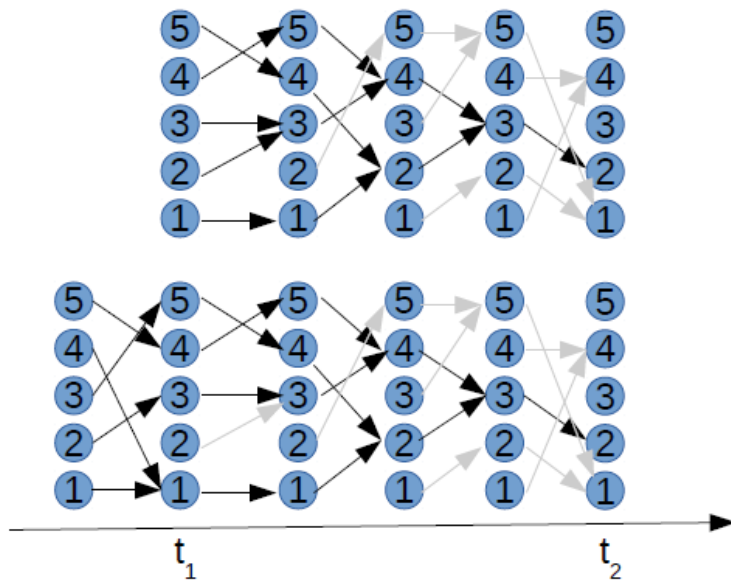 5 5 5 5 5
4 4 4 4 4
3 3 3 3 3
2 2 2 2 2
1 1 1 1 1
5 5 5 5 5 5
4 4 4 4 4 4
3 3 3 3 3 3
2 2 2 2 2 2
1 1 1 1 1 1
t₁ t₂